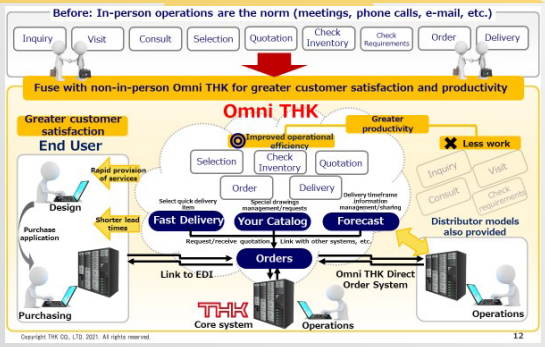 Before: In-person operations are the norm (meetings, phone calls, e-mail, etc.)
Inquiry
Visit
Consult
Selection
Quotation
Check
Inventory
Check
Requirements
Order
Delivery
Fuse with non-in-person Omni THK for greater customer satisfaction and productivity
Greater customer
satisfaction
End User
Omni THK
Greater
productivity
Improved operational
efficiency
Less work
Rapid provision
of services
Selection
Check
Inventory
Quotation
Inquiry
Visit
Consult
Check
requirements
Order
Delivery
Design
Select quick delivery
item
Special drawings
management/requests
Delivery timeframe
information
management/sharing
Shorter lead
times
Fast Delivery
Your Catalog
Forecast
Distributor models
also provided
Purchase
application
Request/receive quotation
Link with other systems, etc.
Orders
Link to EDI
Omni THK Direct
Order System
Purchasing
THK
Core system
Operations
Operations
Copyright THK CO., LTD. 2021. All rights reserved.
12